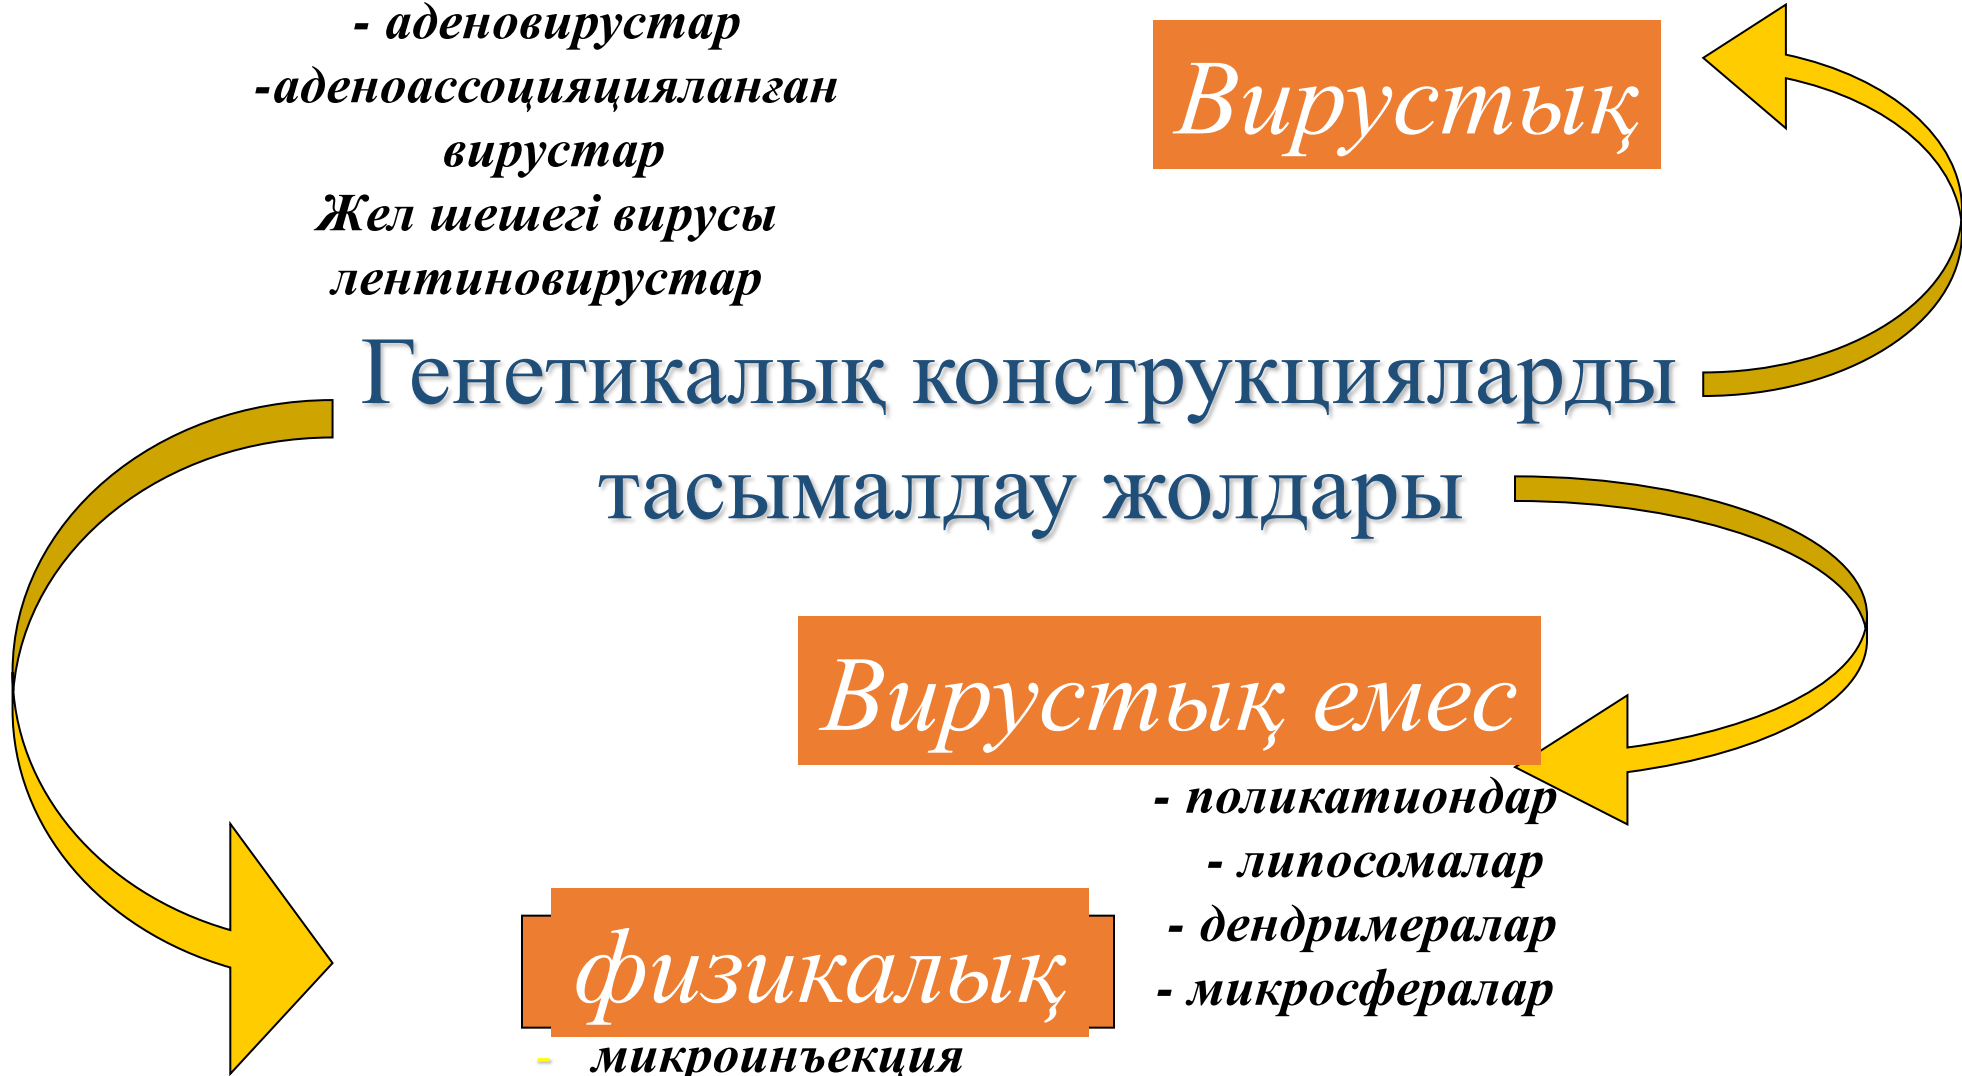 - аденовирустар
-аденоассоцияцияланған
вирустар
Жел шешегі вирусы
лентиновирустар
Вирустық
Генетикалық конструкцияларды
тасымалдау жолдары
Вирустық емес
- поликатиондар
- липосомалар
- дендримералар
- микросфералар
физикалық
- микроинъекция